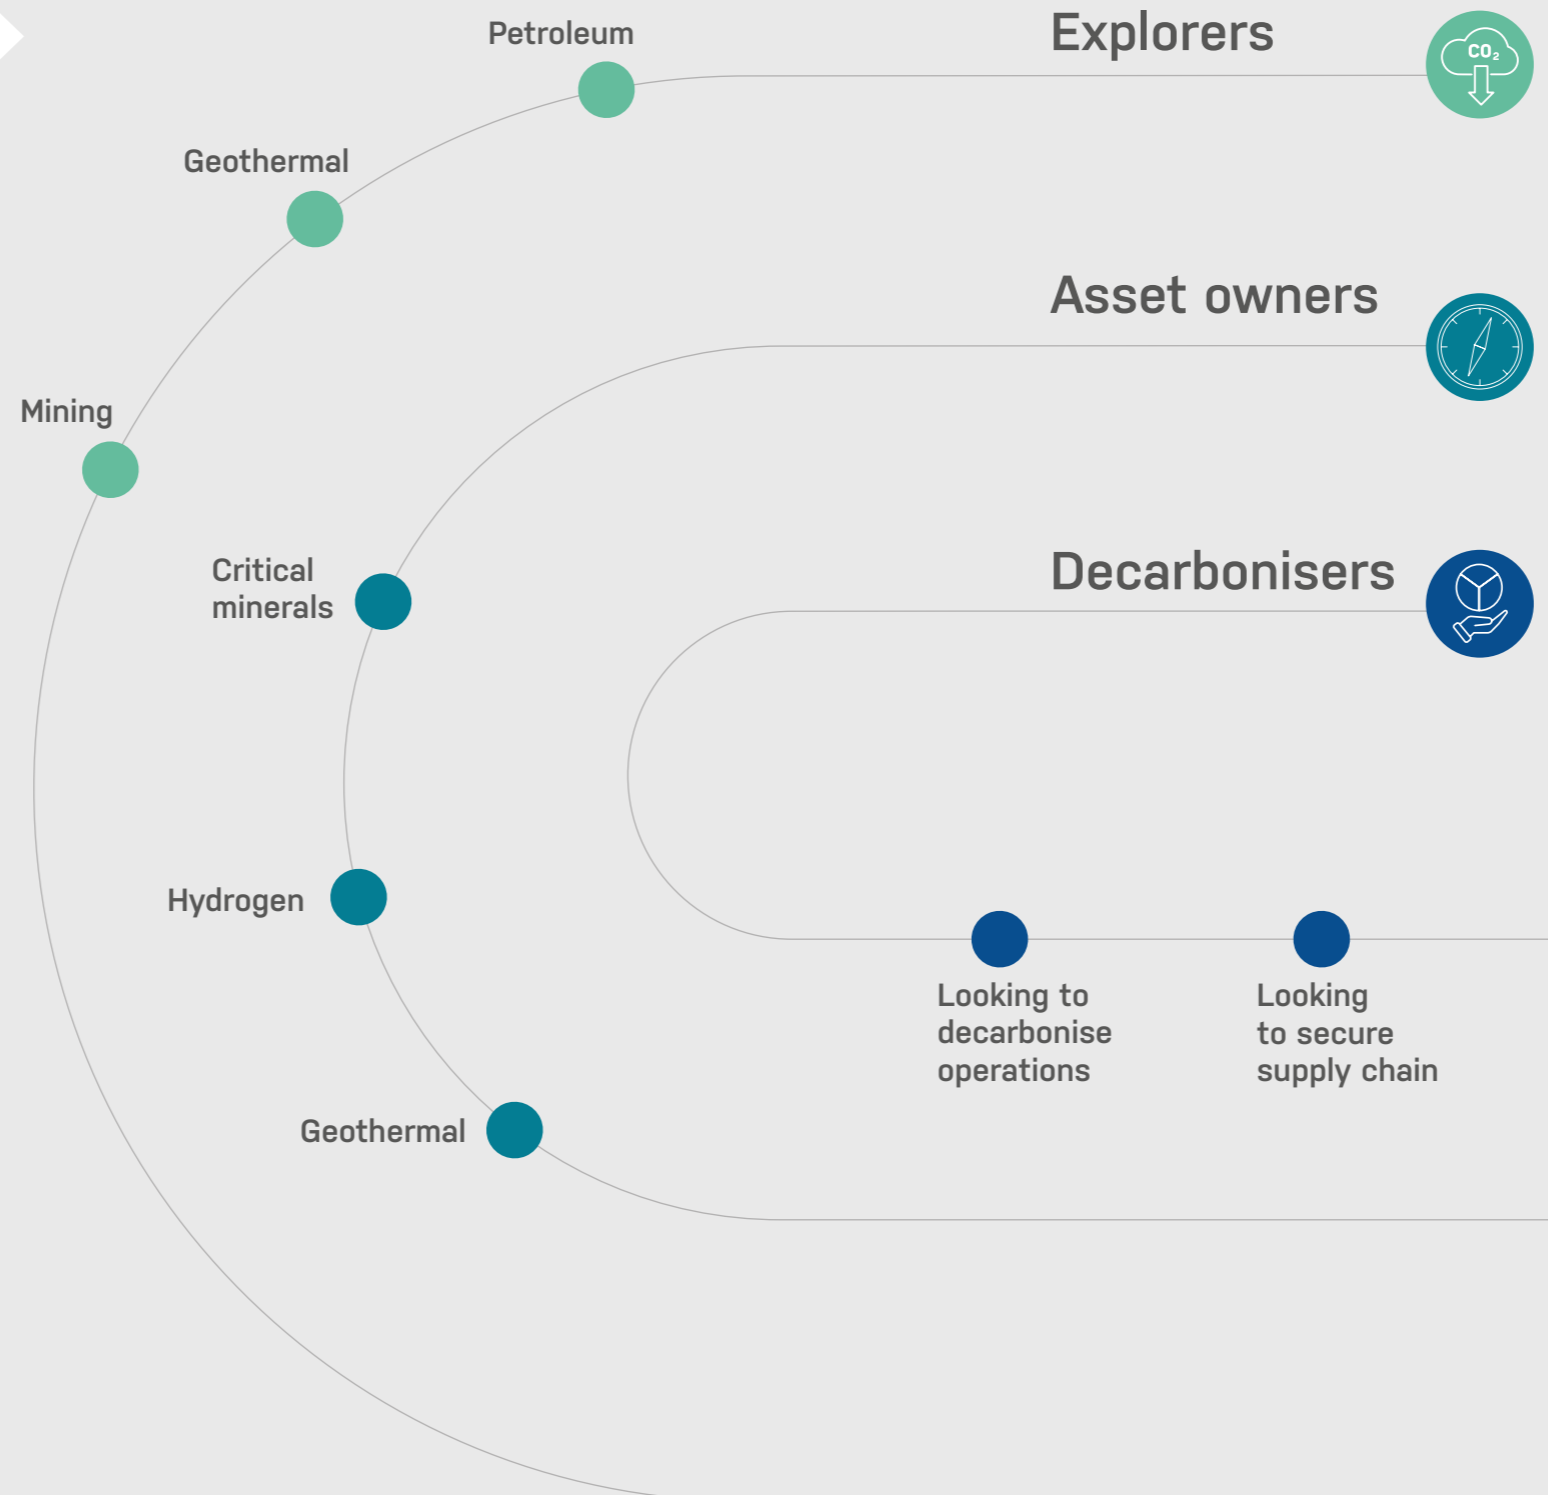 Petroleum
Explorers
CO₂
Geothermal
Asset owners
Mining
Critical
minerals
Decarbonisers
Hydrogen
Looking to
decarbonise
operations
Looking
to secure
supply chain
Geothermal